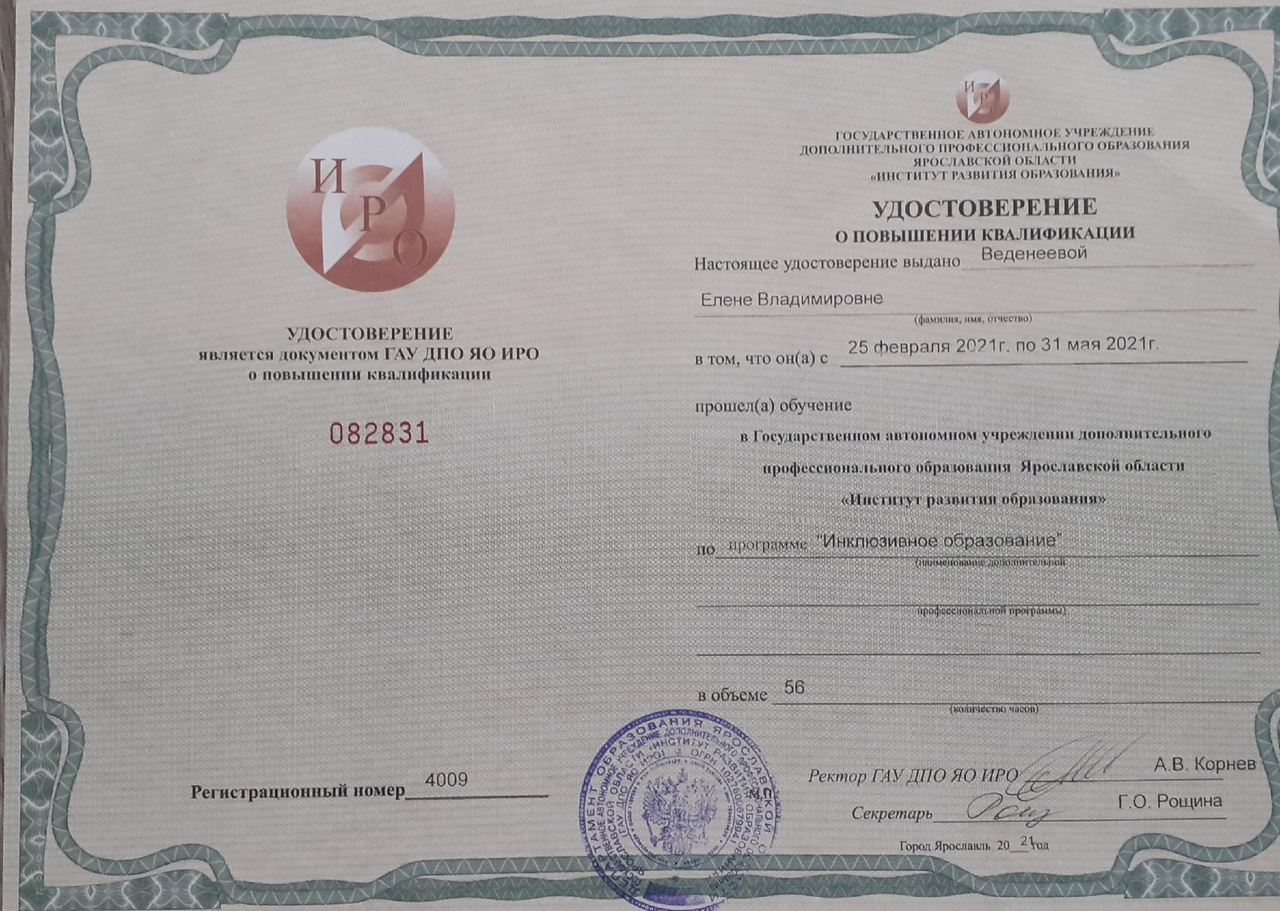 И
Р
О
УДОСТОВЕРЕНИЕ
является документом ГАУ ДПО ЯО ИРО
о повышении квалификации
082831
Регистрационный номер 4009
ГОСУДАРСТВЕННОЕ АВТОНОМНОЕ УЧРЕЖДЕНИЕ
ДОПОЛНИТЕЛЬНОГО ПРОФЕССИОНАЛЬНОГО ОБРАЗОВАНИЯ
ЯРОСЛАВСКОЙ ОБЛАСТИ
«ИНСТИТУТ РАЗВИТИЯ ОБРАЗОВАНИЯ»
УДОСТОВЕРЕНИЕ
О ПОВЫШЕНИИ КВАЛИФИКАЦИИ
Настоящее удостоверение выдано Веденеевой
Елене Владимировне
(фамилия, имя, отчество)
в том, что он(а) с 25 февраля 2021г. по 31 мая 2021г.
прошел(а) обучение
в Государственном автономном учреждении дополнительного
профессионального образования Ярославской области
«Институт развития образования»
по программе "Инклюзивное образование"
(наименование дополнительной
профессиональной программы)
в объеме 56
(количество часов)
Ректор ГАУ ДПО ЯО ИРО А.В. Корнев
М.П.
Секретарь Г.О. Рощина
Город Ярославль 2021 год